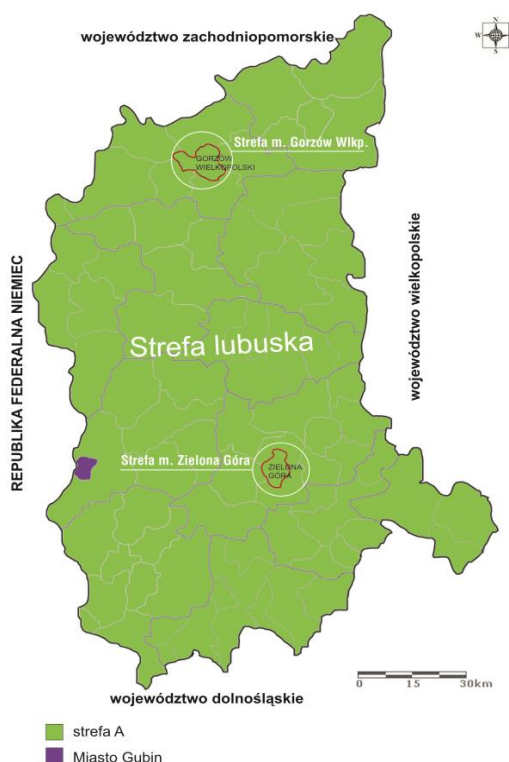 województwo zachodniopomorskie
N
W
E
S
Strefa m. Gorzów Wlkp.
GORZÓW
WIELKOPOLSKI
REPUBLIKA FEDERALNA NIEMIEC
województwo wielkopolskie
Strefa lubuska
Strefa m. Zielona Góra
ZIELONA
GÓRA
0 15 30km
województwo dolnośląskie
strefa A
Miasto Gubin